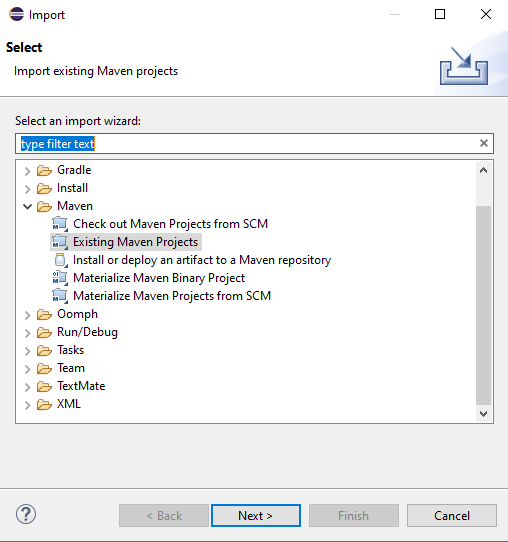 Import
Select
Import existing Maven projects
Select an import wizard:
type filter text
Gradle
Install
Maven
Check out Maven Projects from SCM
Existing Maven Projects
Install or deploy an artifact to a Maven repository
Materialize Maven Binary Project
Materialize Maven Projects from SCM
Oomph
Run/Debug
Tasks
Team
TextMate
XML
< Back Next > Finish Cancel